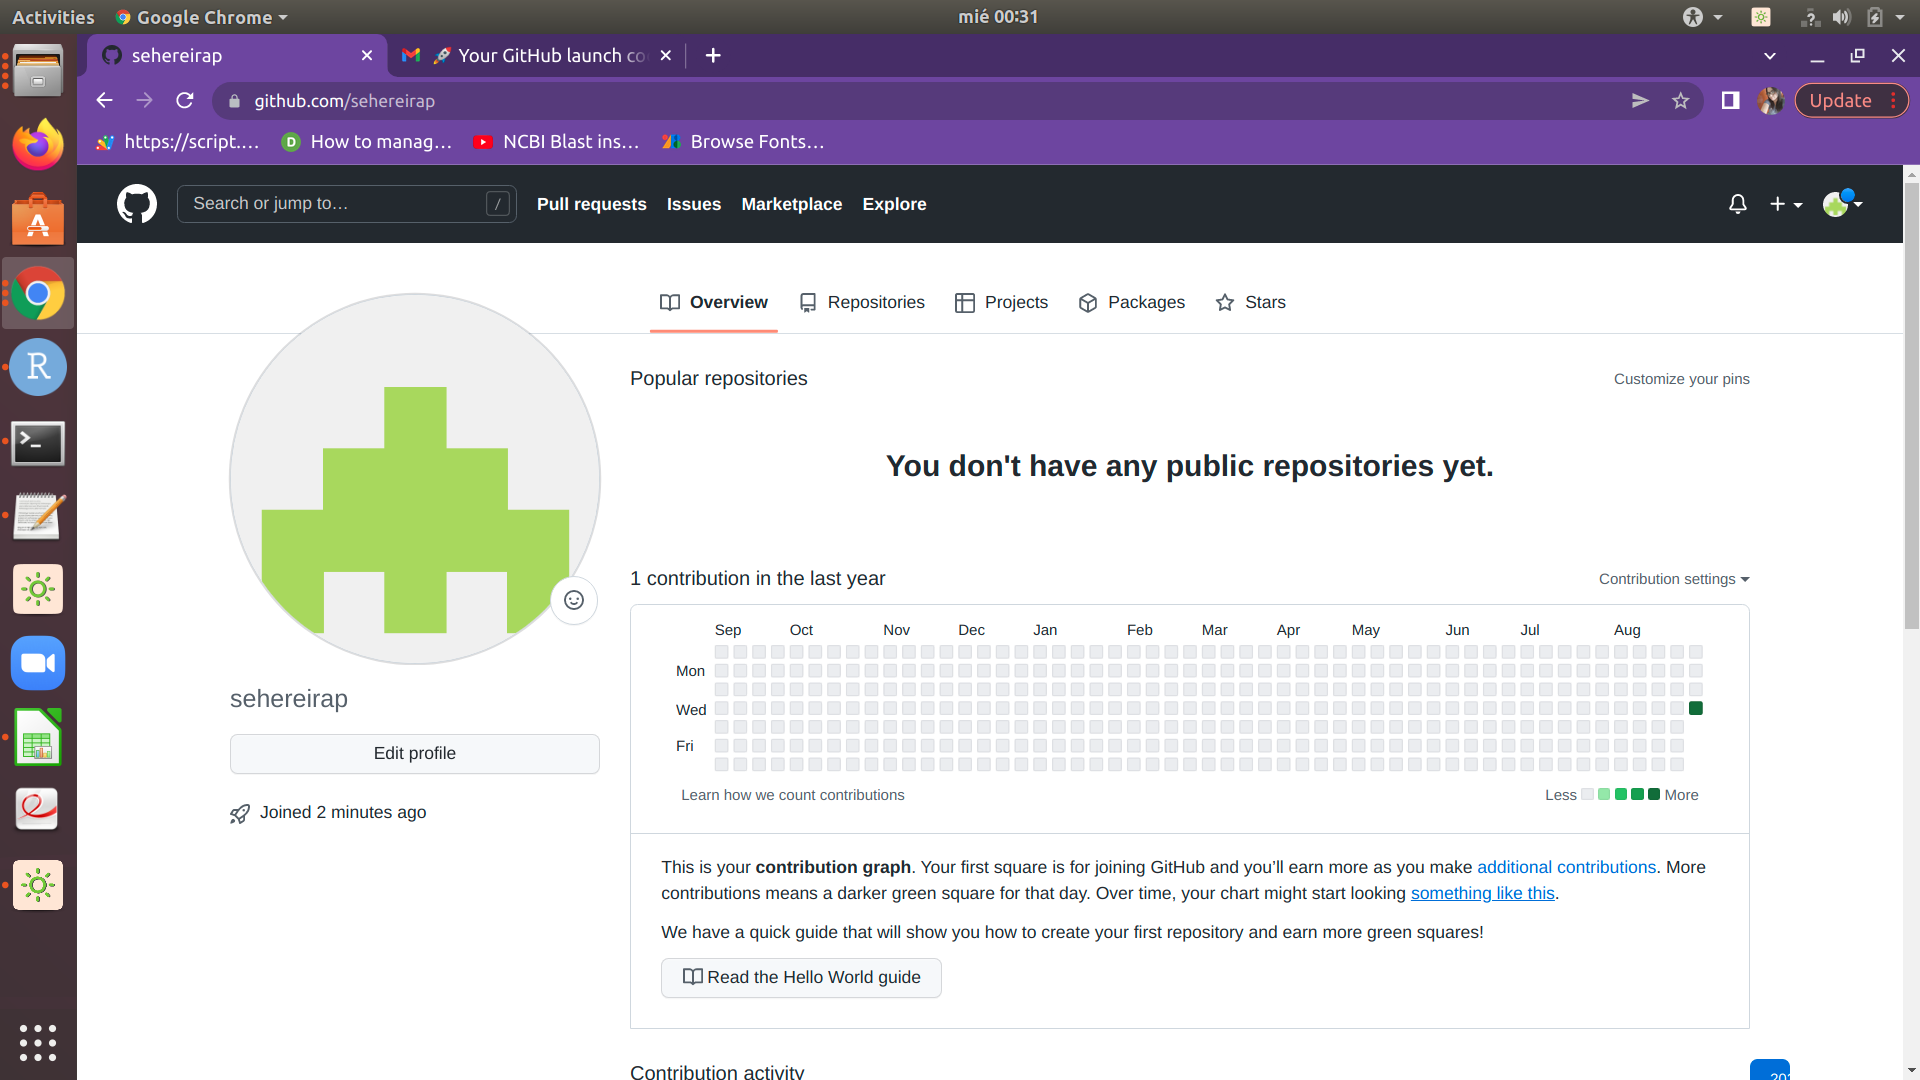 Activities
Google Chrome
mié 00:31
sehereirap
🚀 Your GitHub launch co
github.com/sehereirap
Update
https://script....
D How to manag...
NCBI Blast ins...
Browse Fonts...
Search or jump to…
/
Pull requests
Issues
Marketplace
Explore
Overview
Repositories
Projects
Packages
Stars
Popular repositories
Customize your pins
You don't have any public repositories yet.
sehereirap
Edit profile
Joined 2 minutes ago
1 contribution in the last year
Contribution settings
Sep Oct Nov Dec Jan Feb Mar Apr May Jun Jul Aug
Mon
Wed
Fri
Learn how we count contributions
Less
More
This is your contribution graph. Your first square is for joining GitHub and you’ll earn more as you make additional contributions. More
contributions means a darker green square for that day. Over time, your chart might start looking something like this.
We have a quick guide that will show you how to create your first repository and earn more green squares!
Read the Hello World guide
Contribution activity